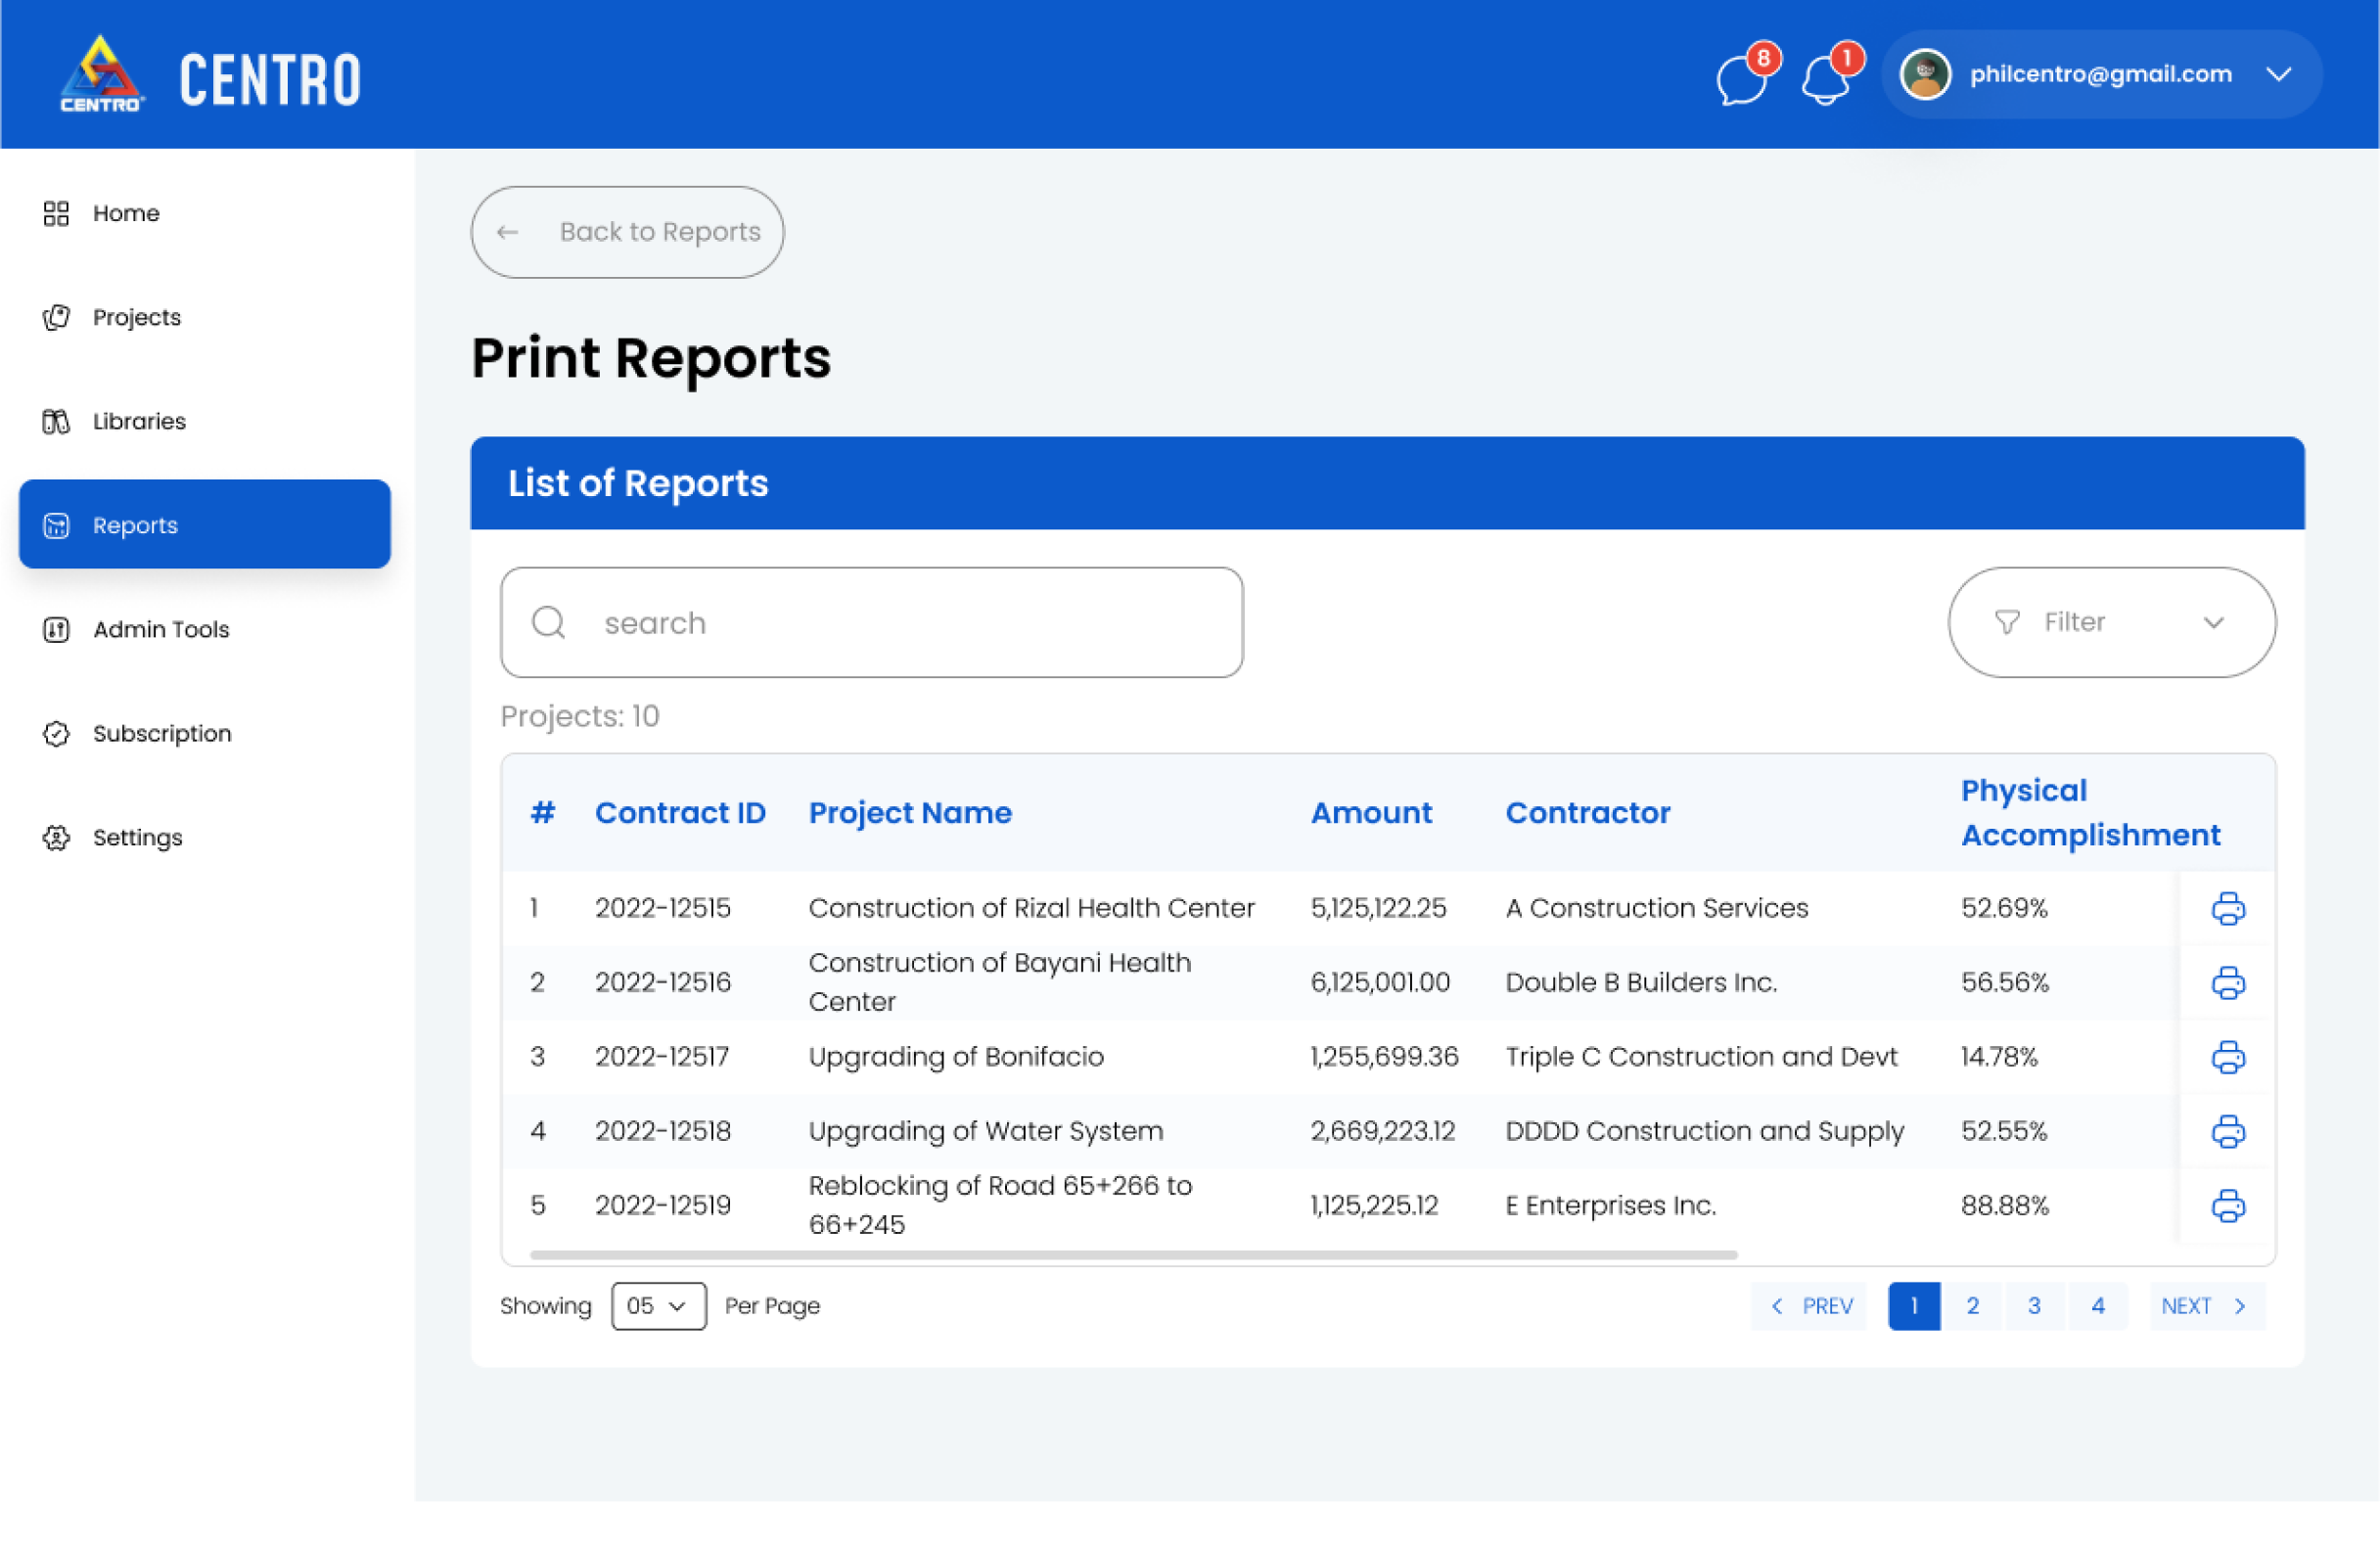 CENTRO
CENTRO
8
1
philcentro@gmail.com
Home
Projects
Libraries
Reports
Admin Tools
Subscription
Settings
Back to Reports
Print Reports
List of Reports
search
Filter
Projects: 10
# Contract ID Project Name Amount Contractor Physical
Accomplishment
1 2022-12515 Construction of Rizal Health Center 5,125,122.25 A Construction Services 52.69%
2 2022-12516 Construction of Bayani Health
Center 6,125,001.00 Double B Builders Inc. 56.56%
3 2022-12517 Upgrading of Bonifacio 1,255,699.36 Triple C Construction and Devt 14.78%
4 2022-12518 Upgrading of Water System 2,669,223.12 DDDD Construction and Supply 52.55%
5 2022-12519 Reblocking of Road 65+266 to
66+245 1,125,225.12 E Enterprises Inc. 88.88%
Showing 05 Per Page
PREV 1 2 3 4 NEXT